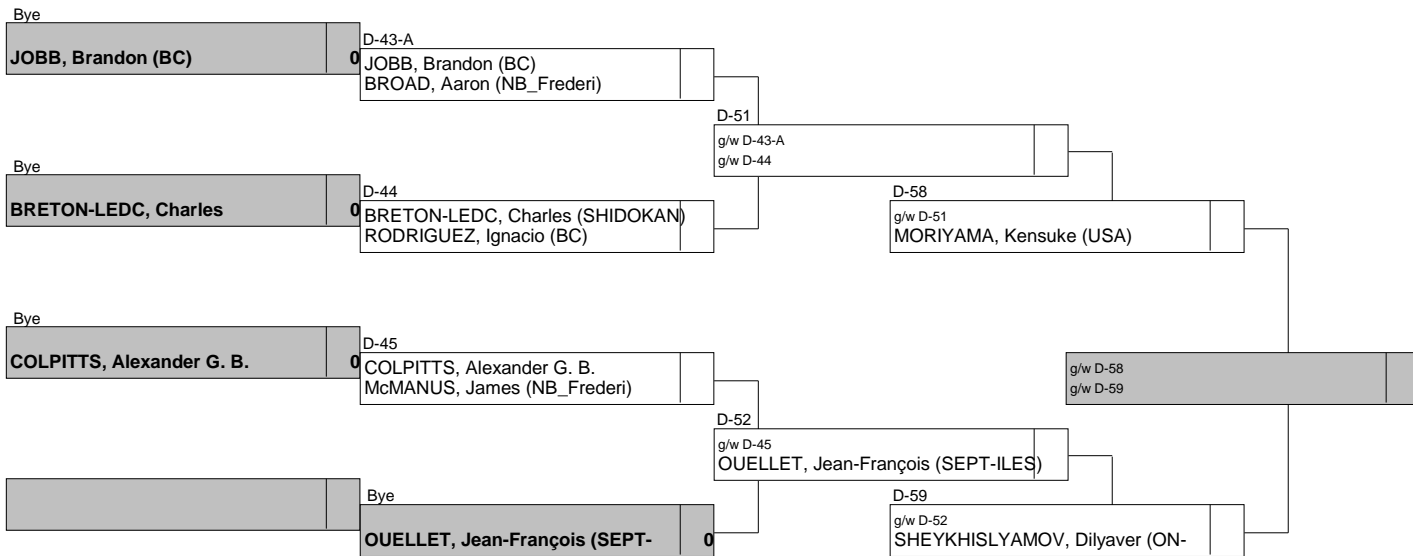 Bye
JOBB, Brandon (BC) 0
D-43-A
JOBB, Brandon (BC)
BROAD, Aaron (NB_Frederi)
D-51
g/w D-43-A
g/w D-44
Bye
BRETON-LEDC, Charles 0
D-44
BRETON-LEDC, Charles (SHIDOKAN)
RODRIGUEZ, Ignacio (BC)
D-58
g/w D-51
MORIYAMA, Kensuke (USA)
Bye
COLPITTS, Alexander G. B. 0
D-45
COLPITTS, Alexander G. B.
McMANUS, James (NB_Frederi)
g/w D-58
g/w D-59
D-52
g/w D-45
OUELLET, Jean-François (SEPT-ILES)
Bye
OUELLET, Jean-François (SEPT- 0
D-59
g/w D-52
SHEYKHISLYAMOV, Dilyaver (ON-